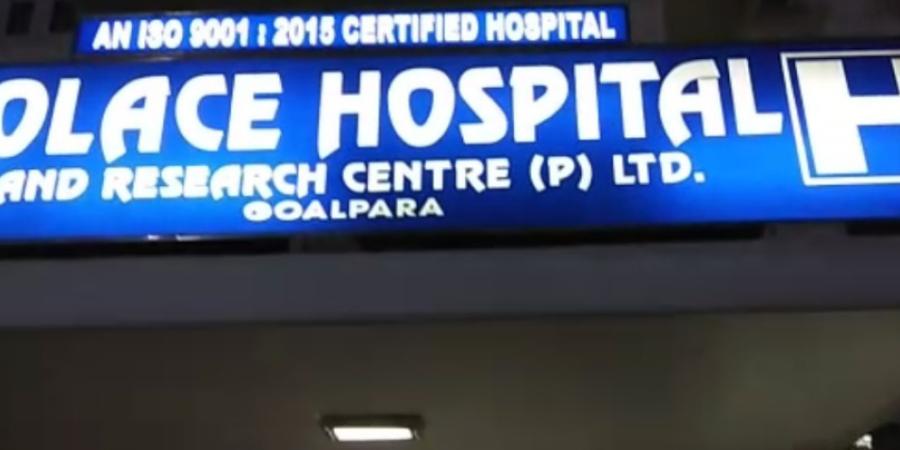 AN ISO 9001 : 2015 CERTIFIED HOSPITAL
OLACE HOSPITAL H
AND RESEARCH CENTRE (P) LTD.
GOALPARA